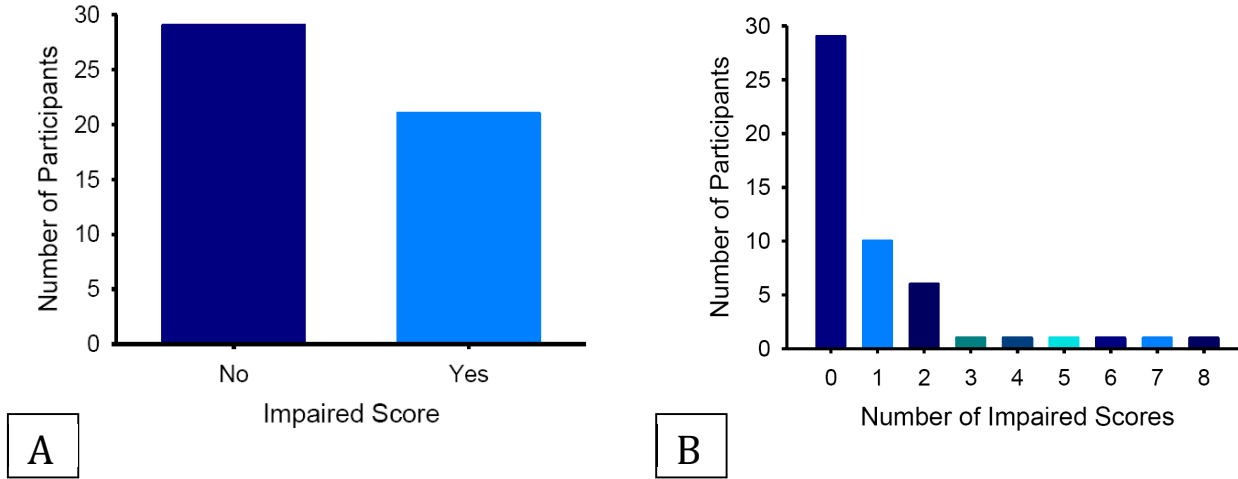 Number of Participants
30
25
20
15
10
5
0
No Yes
Impaired Score
A
Number of Participants
30
25
20
15
10
5
0
0 1 2 3 4 5 6 7 8
Number of Impaired Scores
B